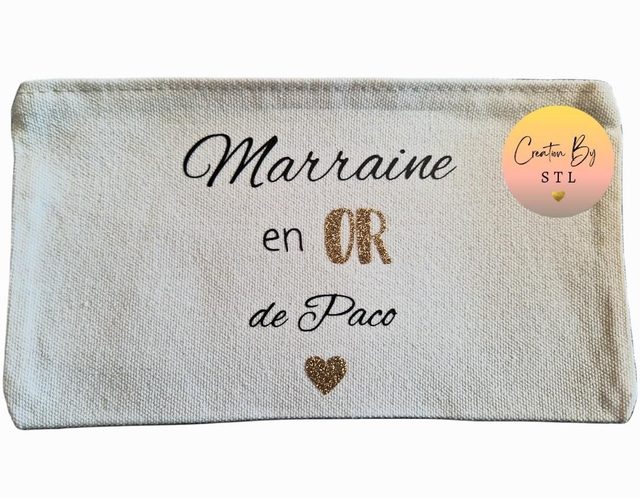 Marraine
en OR
de Paco
Creation By
STL